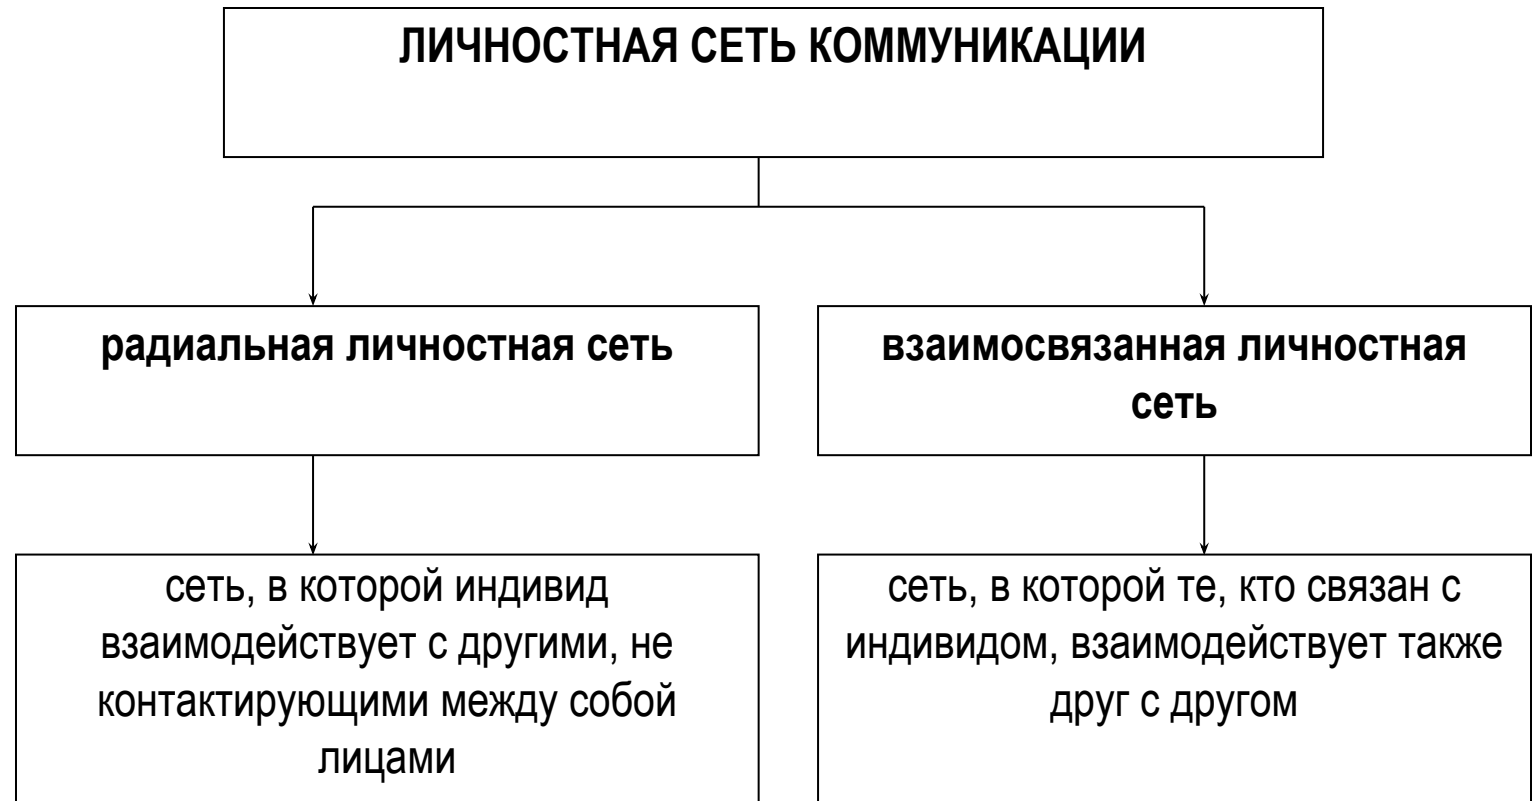 ЛИЧНОСТНАЯ СЕТЬ КОММУНИКАЦИИ
радиальная личностная сеть
взаимосвязанная личностная
сеть
сеть, в которой индивид
взаимодействует с другими, не
контактирующими между собой
лицами
сеть, в которой те, кто связан с
индивидом, взаимодействует также
друг с другом